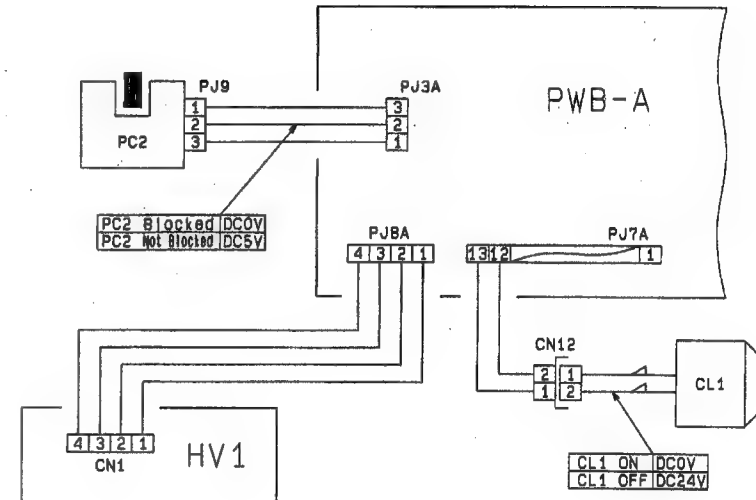 PJ9
PJ3A
PWB-A
1 3
2 2
3 1
PC2
PC2 Blocked DC0V
PC2 Not Blocked DC5V
PJ8A
PJ7A
4 3 2 1
13 12 1
CN12
2 1
1 2
CL1
4 3 2 1
CN1
HV1
CL1 ON DC0V
CL1 OFF DC24V